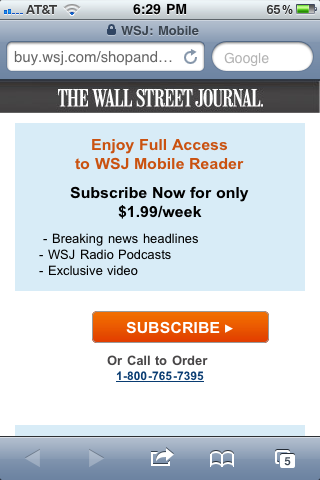 AT&T 6:29 PM 65%
WSJ: Mobile
buy.wsj.com/shopand... Google
THE WALL STREET JOURNAL.
Enjoy Full Access
to WSJ Mobile Reader
Subscribe Now for only
$1.99/week
- Breaking news headlines
- WSJ Radio Podcasts
- Exclusive video
SUBSCRIBE ▸
Or Call to Order
1-800-765-7395
5